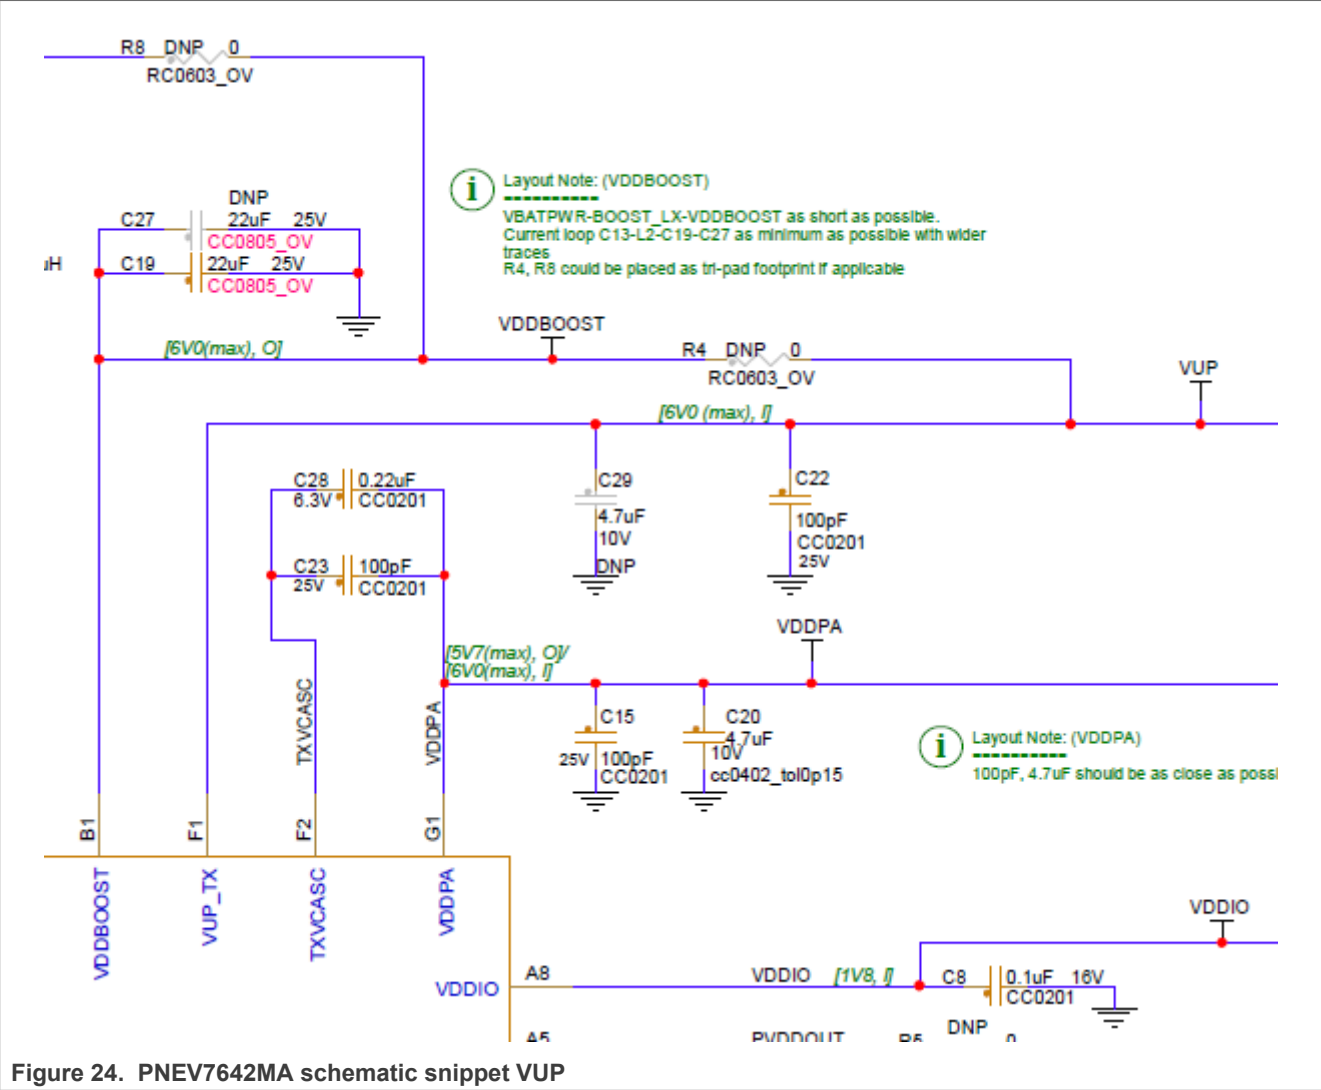 R8 DNP 0
RC0603_OV
Layout Note: (VDDBOOST)
----------
VBATPWR-BOOST_LX-VDDBOOST as short as possible.
Current loop C13-L2-C19-C27 as minimum as possible with wider
traces
R4, R8 could be placed as tri-pad footprint if applicable
DNP
C27 22uF 25V
CC0805_OV
uH C19 22uF 25V
CC0805_OV
VDDBOOST
[6V0(max), O]
R4 DNP 0
RC0603_OV
VUP
[6V0 (max), I]
C28 0.22uF
6.3V CC0201
C29
4.7uF
10V
DNP
C22
100pF
CC0201
25V
C23 100pF
25V CC0201
VDDPA
[5V7(max), O]/
[6V0(max), I]
TXVCASC
VDDPA
C15
25V 100pF
CC0201
C20
4.7uF
10V
cc0402_tol0p15
Layout Note: (VDDPA)
----------
100pF, 4.7uF should be as close as possi
B1
F1
F2
G1
VDDBOOST
VUP_TX
TXVCASC
VDDPA
VDDIO
VDDIO
A8
VDDIO [1V8, I]
C8 0.1uF 16V
CC0201
DNP
A5
PVDDOUT
R5
0
Figure 24. PNEV7642MA schematic snippet VUP